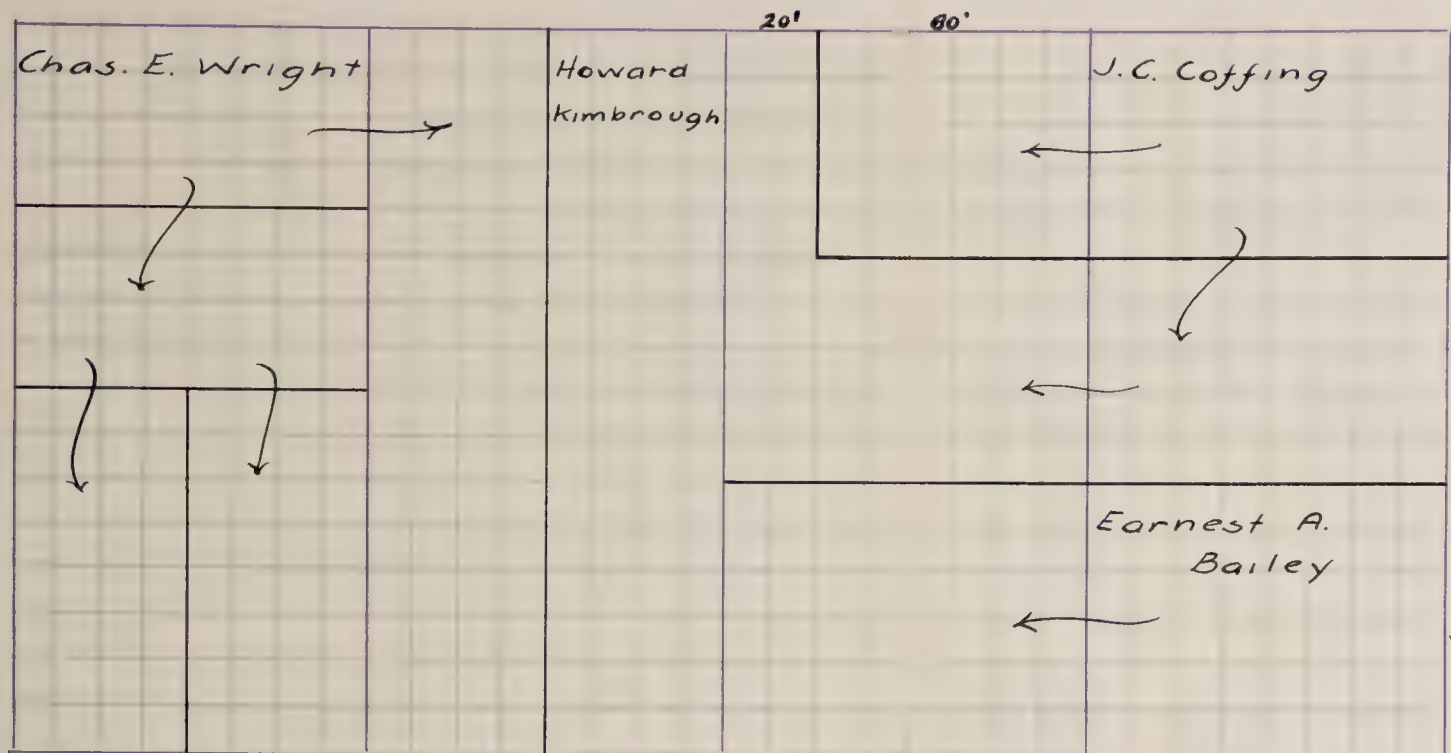 20' 60'
Chas. E. Wright
Howard
Kimbrough
J.C. Coffing
Earnest A.
Bailey